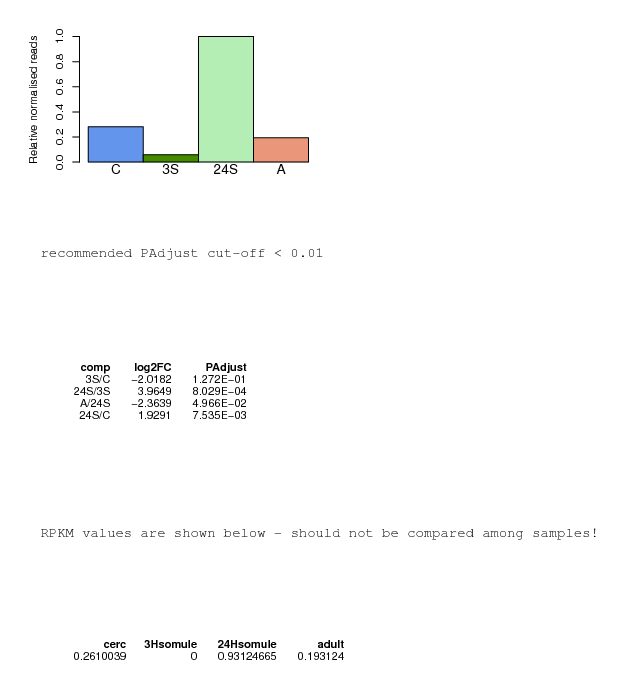 Relative normalised reads
1.0
0.8
0.6
0.4
0.2
0.0
C 3S 24S A
recommended PAdjust cut-off < 0.01
comp log2FC PAdjust
3S/C −2.0182 1.272E−01
24S/3S 3.9649 8.029E−04
A/24S −2.3639 4.966E−02
24S/C 1.9291 7.535E−03
RPKM values are shown below - should not be compared among samples!
cerc 3Hsomule 24Hsomule adult
0.2610039 0 0.93124665 0.193124